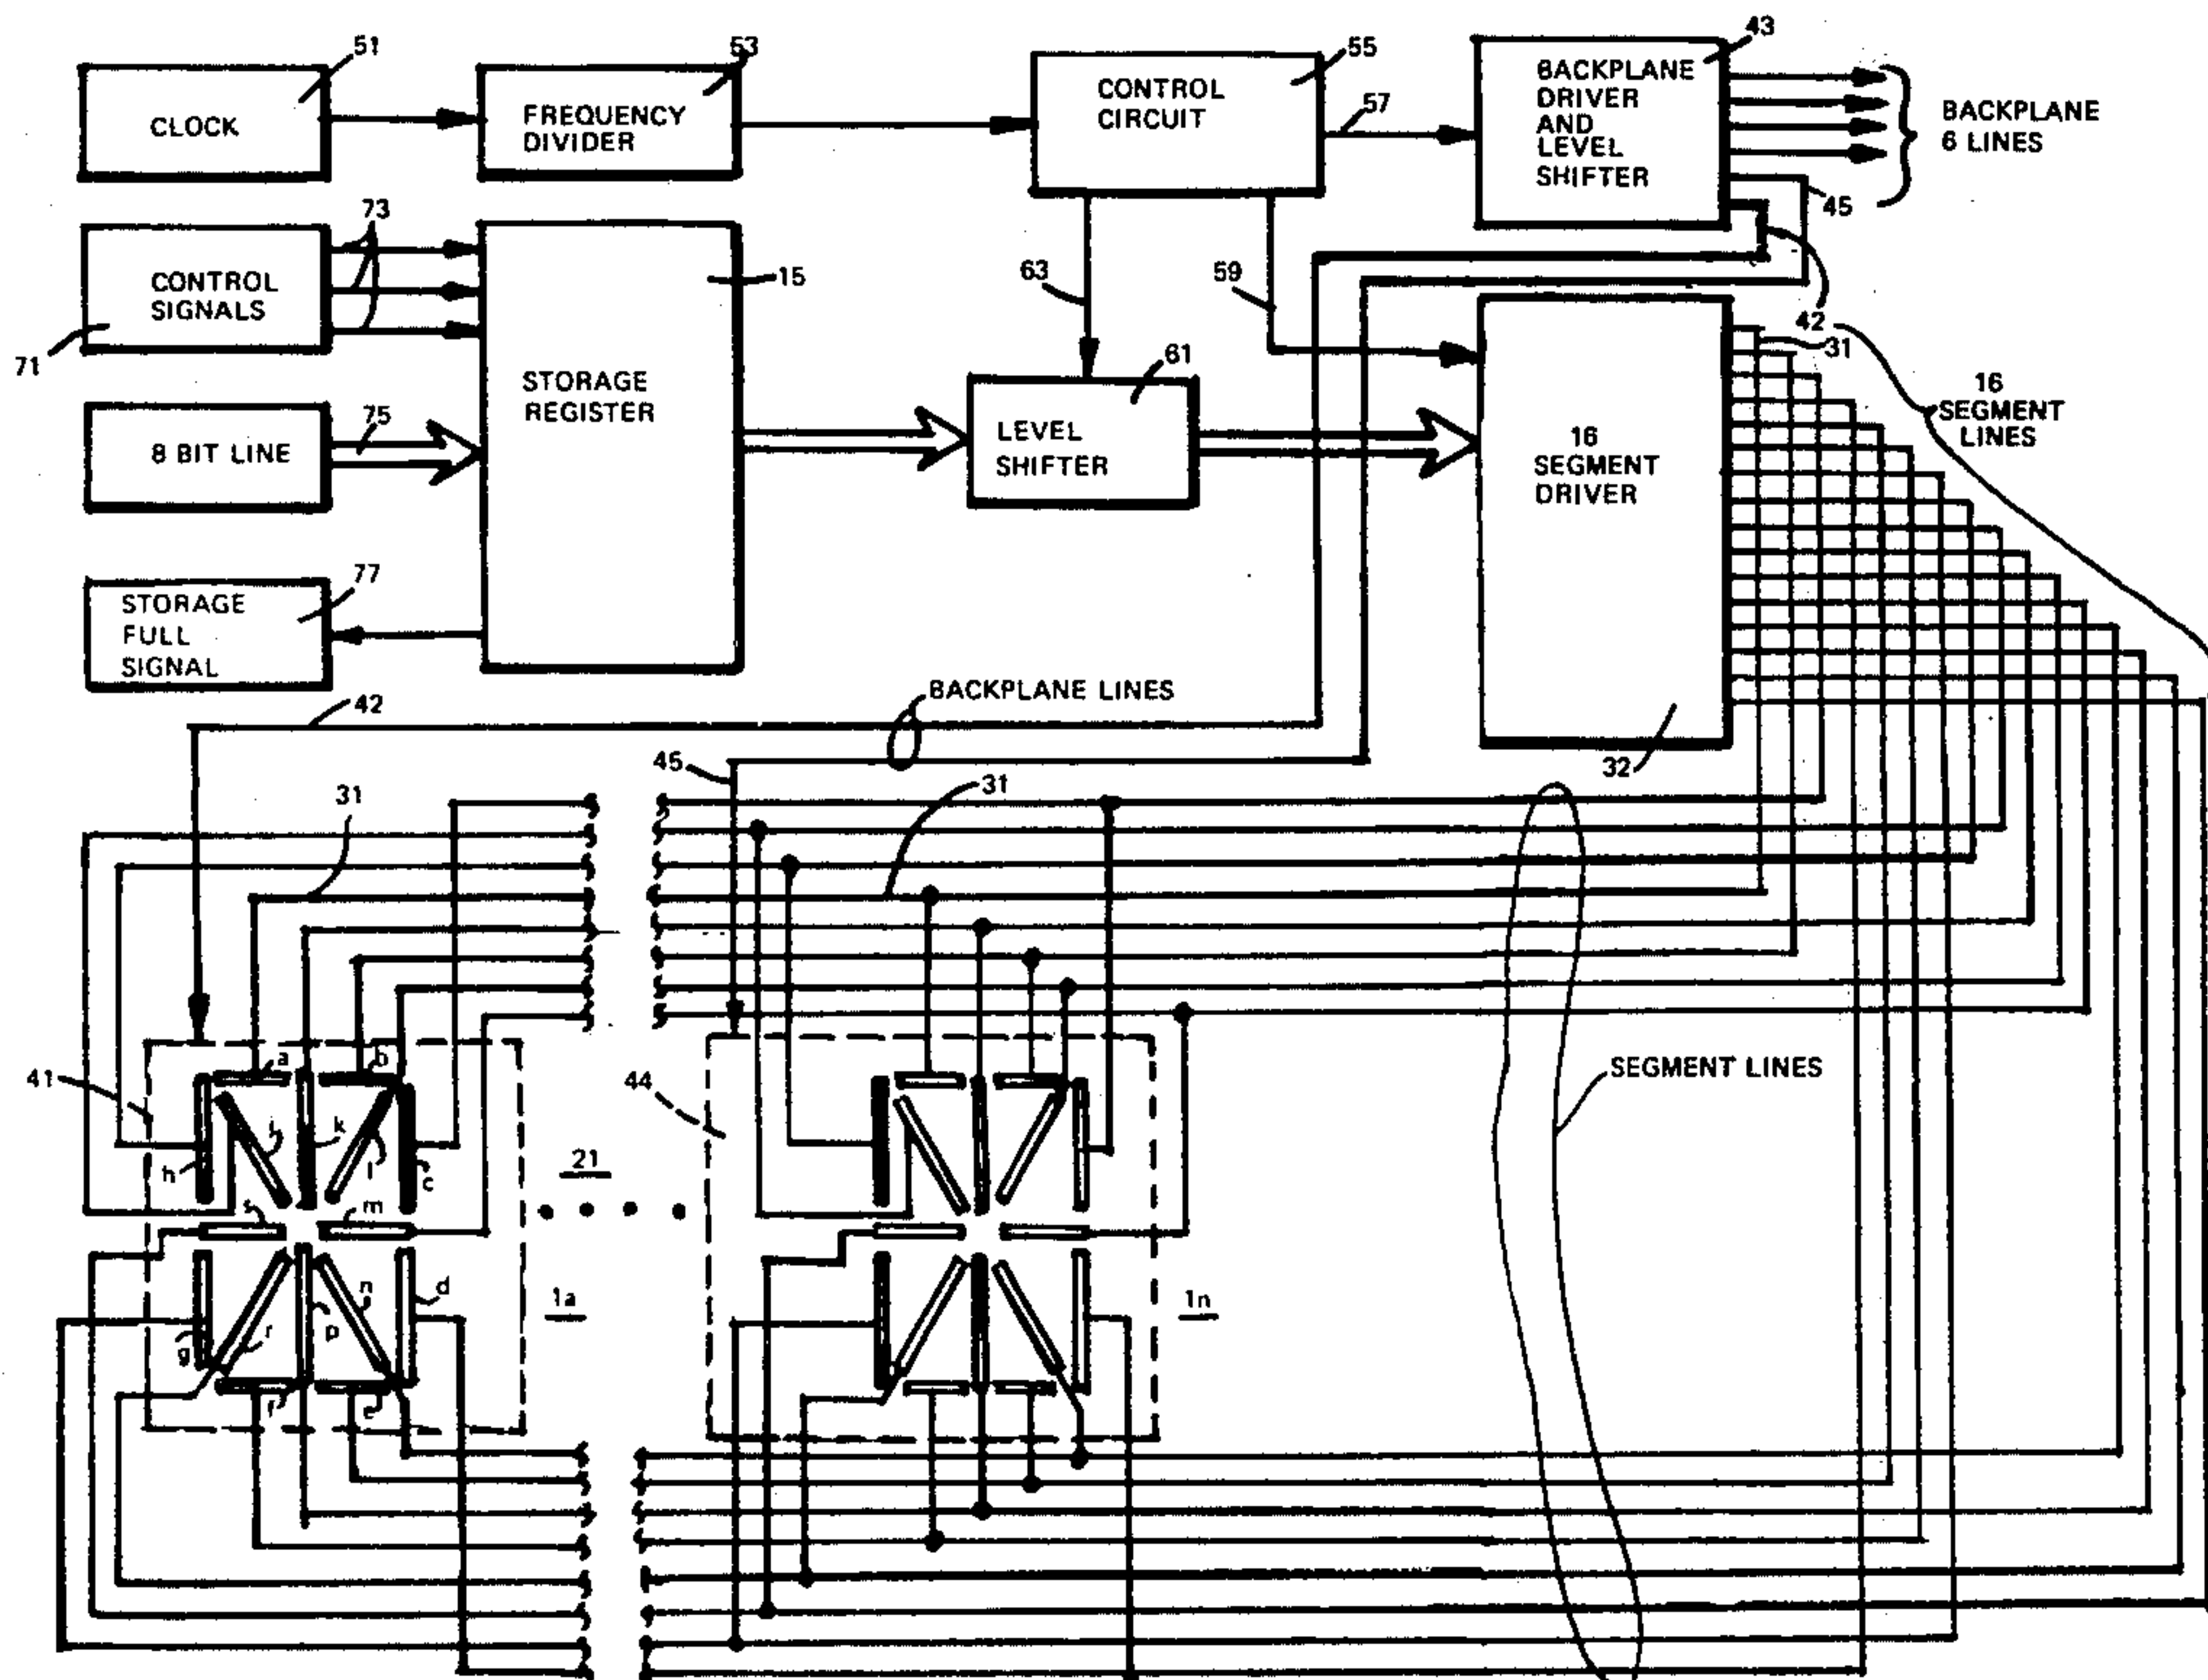 51
53
55
43
CLOCK
FREQUENCY
DIVIDER
CONTROL
CIRCUIT
57
BACKPLANE
DRIVER
AND
LEVEL
SHIFTER
BACKPLANE
6 LINES
45
42
73
CONTROL
SIGNALS
71
15
STORAGE
REGISTER
63
59
61
LEVEL
SHIFTER
8 BIT LINE
75
16
SEGMENT
DRIVER
32
31
16
SEGMENT
LINES
77
STORAGE
FULL
SIGNAL
BACKPLANE LINES
42
45
31
31
SEGMENT LINES
41
44
a
b
h
i
k
l
c
21
s
m
g
r
p
n
d
f
e
1a
1n